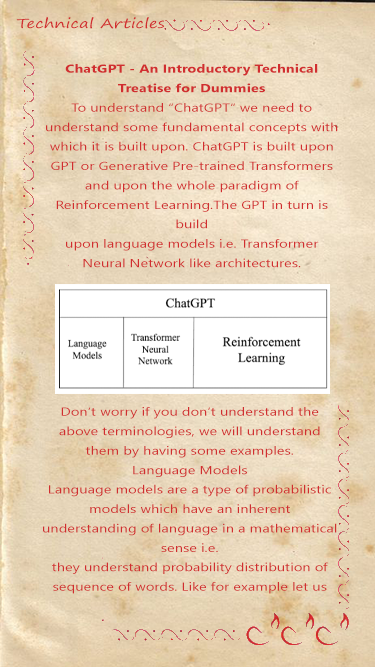 Technical Articles
ChatGPT - An Introductory Technical
Treatise for Dummies
To understand “ChatGPT” we need to
understand some fundamental concepts with
which it is built upon. ChatGPT is built upon
GPT or Generative Pre-trained Transformers
and upon the whole paradigm of
Reinforcement Learning.The GPT in turn is
build
upon language models i.e. Transformer
Neural Network like architectures.
ChatGPT
Language
Models
Transformer
Neural
Network
Reinforcement
Learning
Don’t worry if you don’t understand the
above terminologies, we will understand
them by having some examples.
Language Models
Language models are a type of probabilistic
models which have an inherent
understanding of language in a mathematical
sense i.e.
they understand probability distribution of
sequence of words. Like for example let us